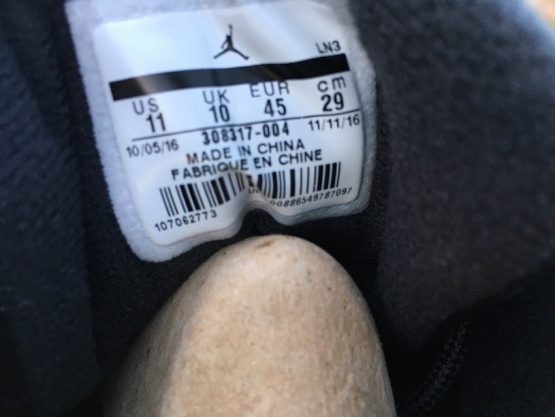 LN3
US UK EUR cm
11 10 45 29
308317-004
10/05/16 11/11/16
MADE IN CHINA
FABRIQUE EN CHINE
107062773 00886549787097